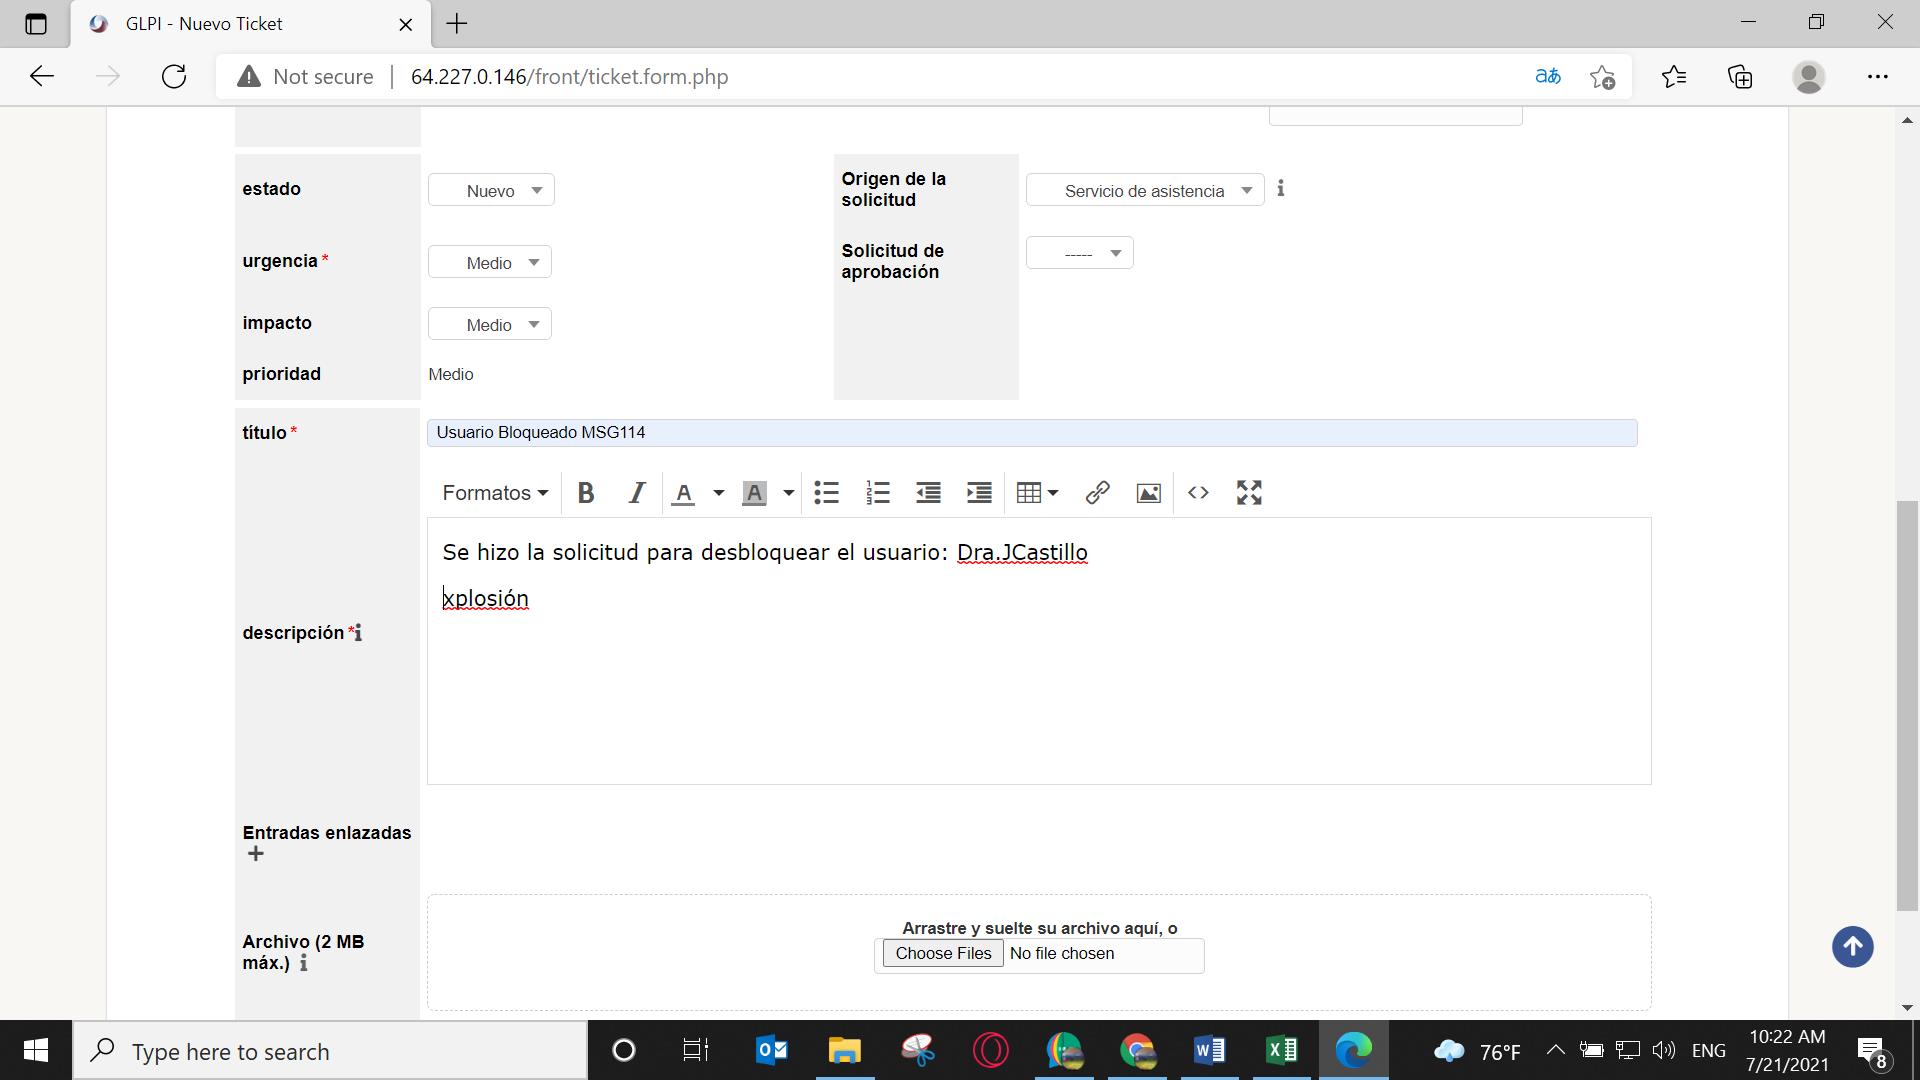 GLPI - Nuevo Ticket
Not secure
64.227.0.146/front/ticket.form.php
estado
Nuevo
Origen de la
solicitud
Servicio de asistencia
urgencia *
Medio
Solicitud de
aprobación
-----
impacto
Medio
prioridad
Medio
título *
Usuario Bloqueado MSG114
Formatos
Se hizo la solicitud para desbloquear el usuario: Dra.JCastillo
xplosión
descripción *
Entradas enlazadas
Archivo (2 MB
máx.)
Arrastre y suelte su archivo aquí, o
Choose Files No file chosen
Type here to search
76°F
ENG
10:22 AM
7/21/2021
8